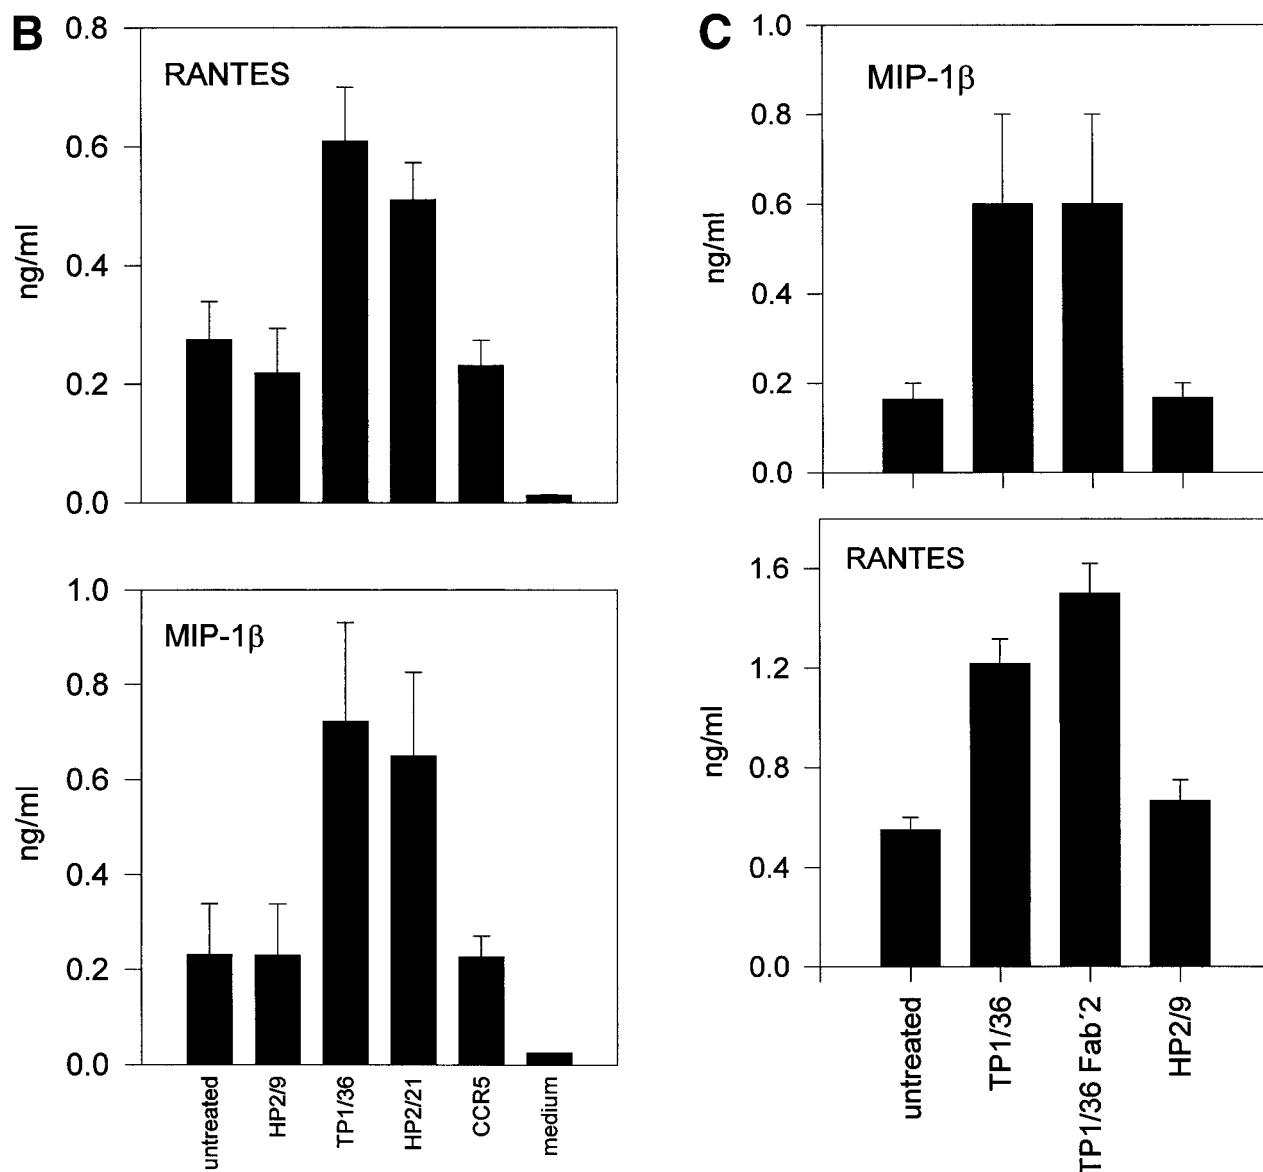 B
RANTES
ng/ml
0.8
0.6
0.4
0.2
0.0
MIP-1β
ng/ml
1.0
0.8
0.6
0.4
0.2
0.0
untreated
HP2/9
TP1/36
HP2/21
CCR5
medium
C
MIP-1β
ng/ml
1.0
0.8
0.6
0.4
0.2
0.0
RANTES
ng/ml
1.6
1.2
0.8
0.4
0.0
untreated
TP1/36
TP1/36 Fab´2
HP2/9